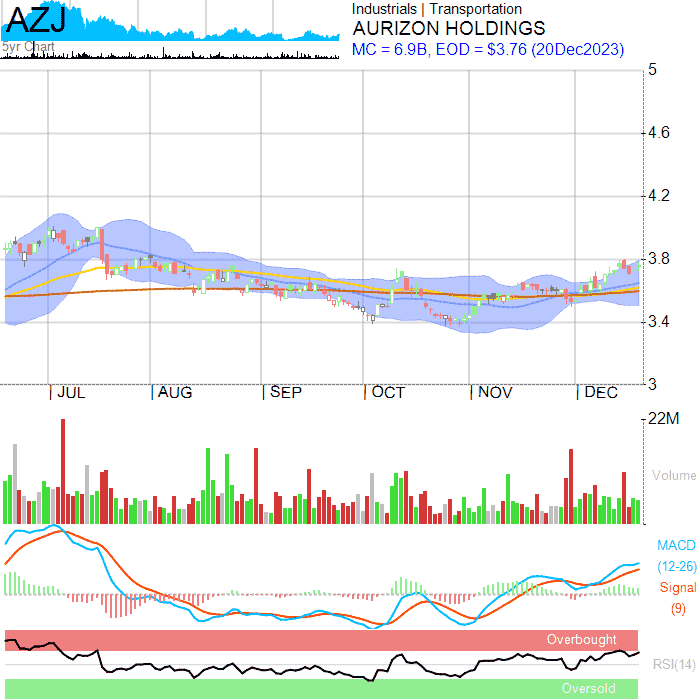 AZJ
5yr Chart
Industrials | Transportation
AURIZON HOLDINGS
MC = 6.9B, EOD = $3.76 (20Dec2023)
5
4.6
4.2
3.8
3.4
3
JUL
AUG
SEP
OCT
NOV
DEC
22M
Volume
MACD
(12-26)
Signal
(9)
Overbought
RSI(14)
Oversold